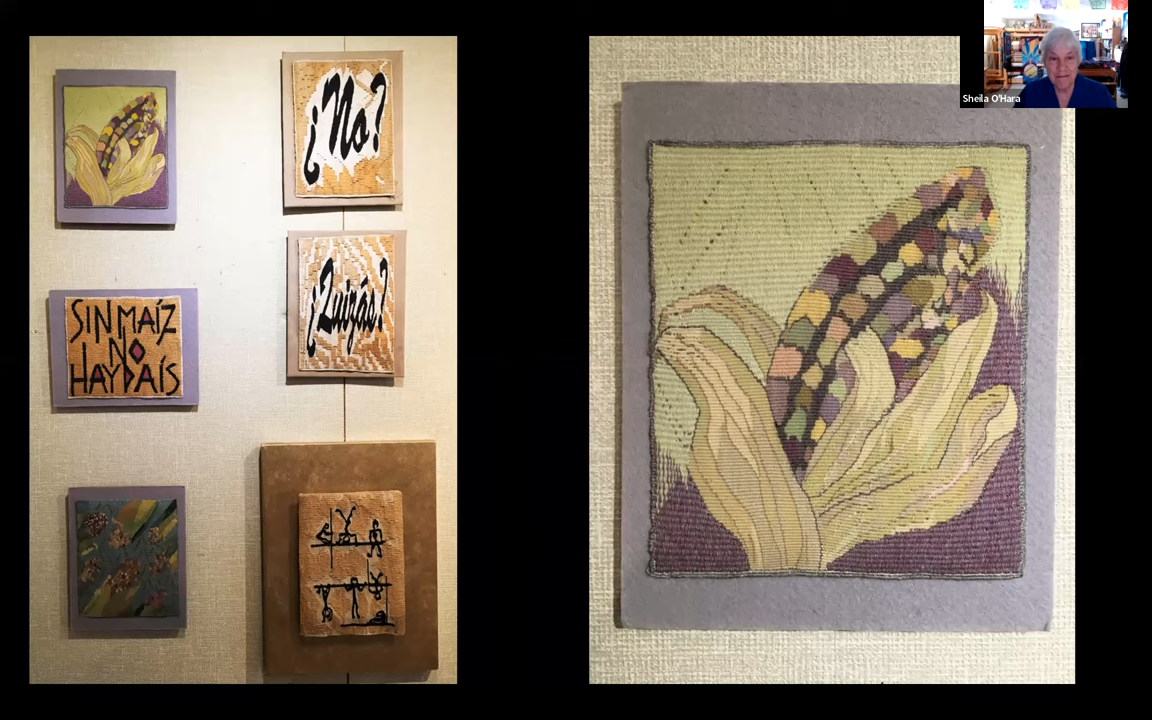 ¡No?
¡Quizás?
SIN MAÍZ
NO
HAY PAÍS
Sheila O'Hara